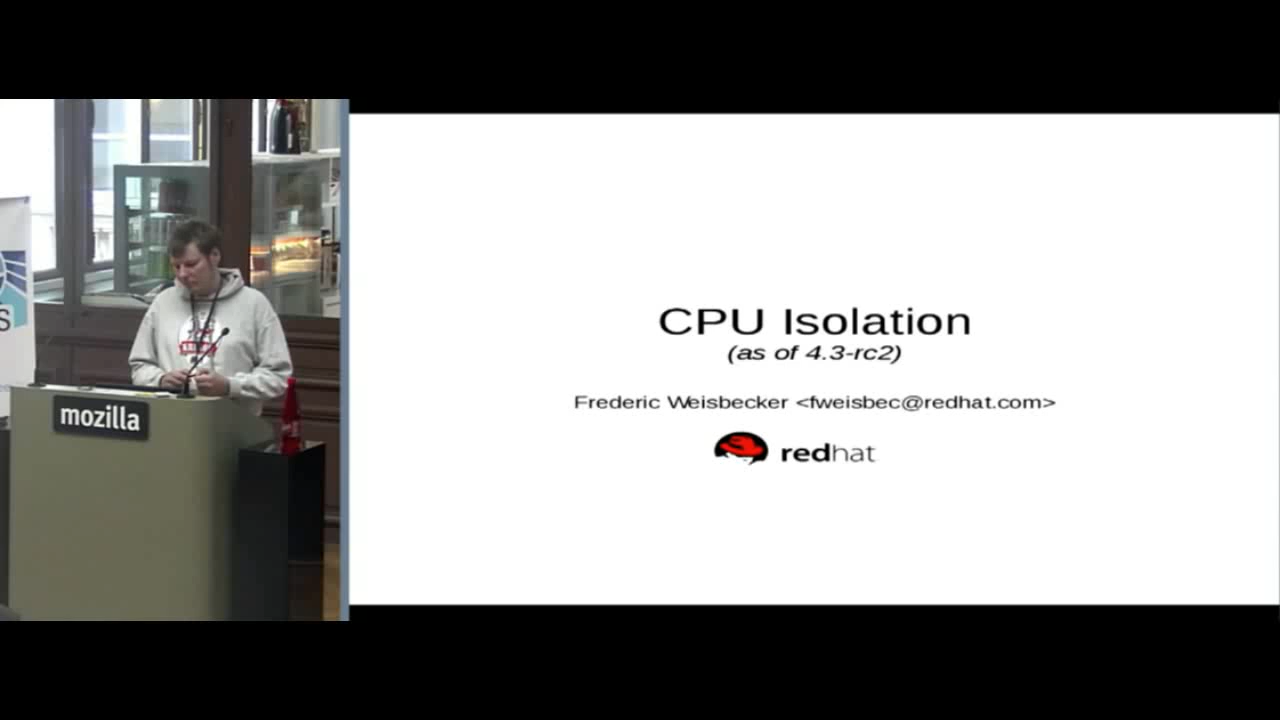 S
mozilla
CPU Isolation
(as of 4.3-rc2)
Frederic Weisbecker <fweisbec@redhat.com>
redhat